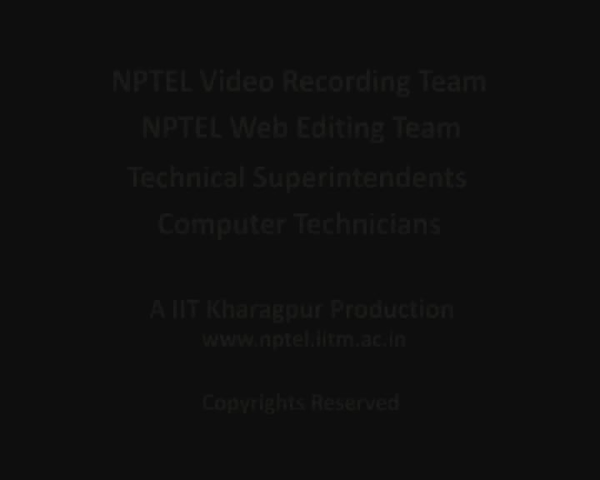 NPTEL Video Recording Team
NPTEL Web Editing Team
Technical Superintendents
Computer Technicians
A IIT Kharagpur Production
www.nptel.iitm.ac.in
Copyrights Reserved